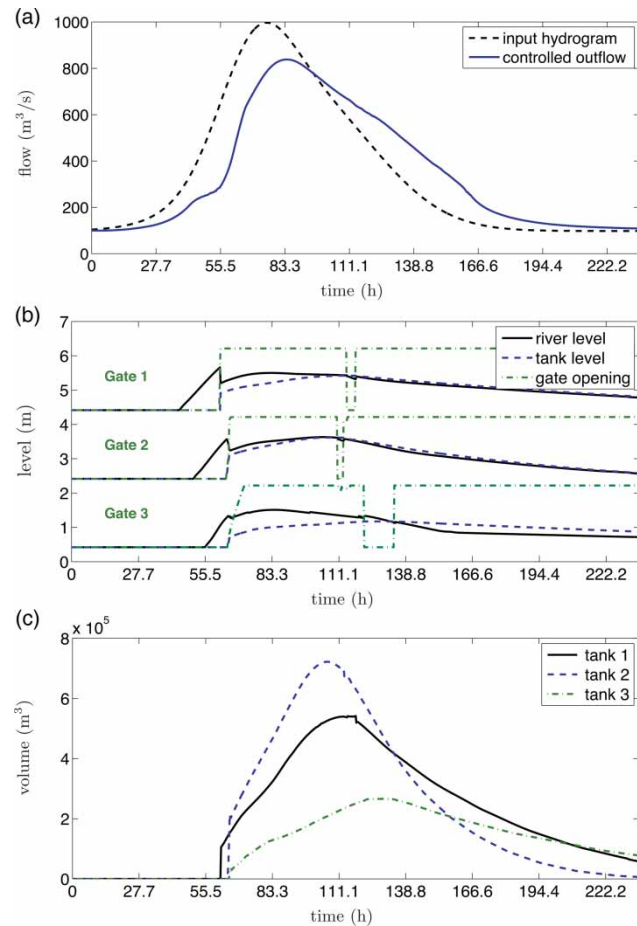 (a)
1000
800
600
400
200
0
flow (m³/s)
input hydrogram
controlled outflow
0 27.7 55.5 83.3 111.1 138.8 166.6 194.4 222.2
time (h)
(b)
7
6
5
4
3
2
1
0
level (m)
river level
tank level
gate opening
Gate 1
Gate 2
Gate 3
0 27.7 55.5 83.3 111.1 138.8 166.6 194.4 222.2
time (h)
(c)
x 10⁵
8
6
4
2
0
volume (m³)
tank 1
tank 2
tank 3
0 27.7 55.5 83.3 111.1 138.8 166.6 194.4 222.2
time (h)